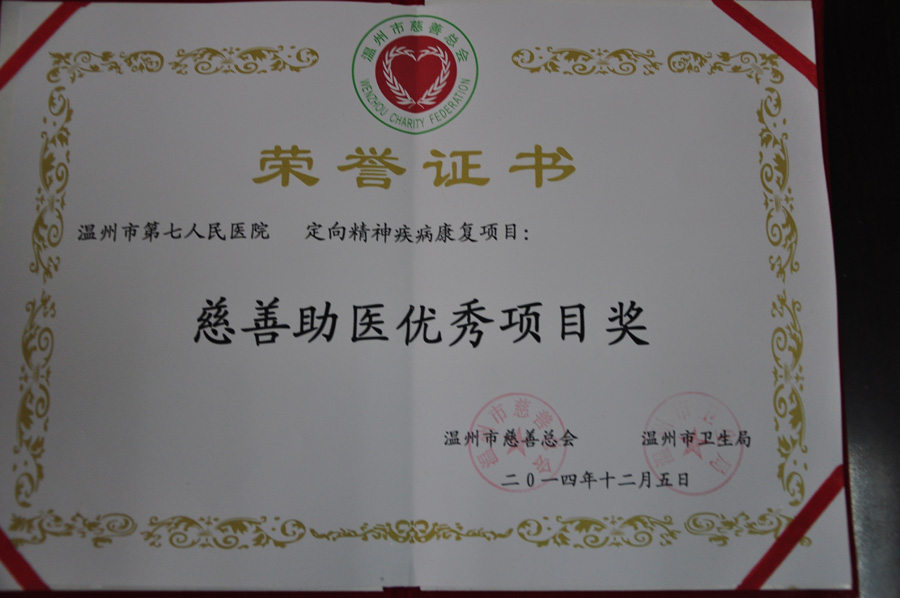 温州市慈善总会
WENZHOU CHARITY FEDERATION
荣誉证书
温州市第七人民医院 定向精神疾病康复项目:
慈善助医优秀项目奖
温州市慈善总会 温州市卫生局
二0一四年十二月五日